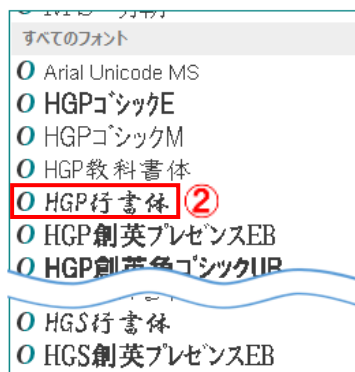 すべてのフォント
O Arial Unicode MS
O HGPゴシックE
O HGPゴシックM
O HGP教科書体
O HGP行書体 ②
O HGP創英プレゼンスEB
O HGP創英角ゴシックUB
O HGS行書体
O HGS創英プレゼンスEB